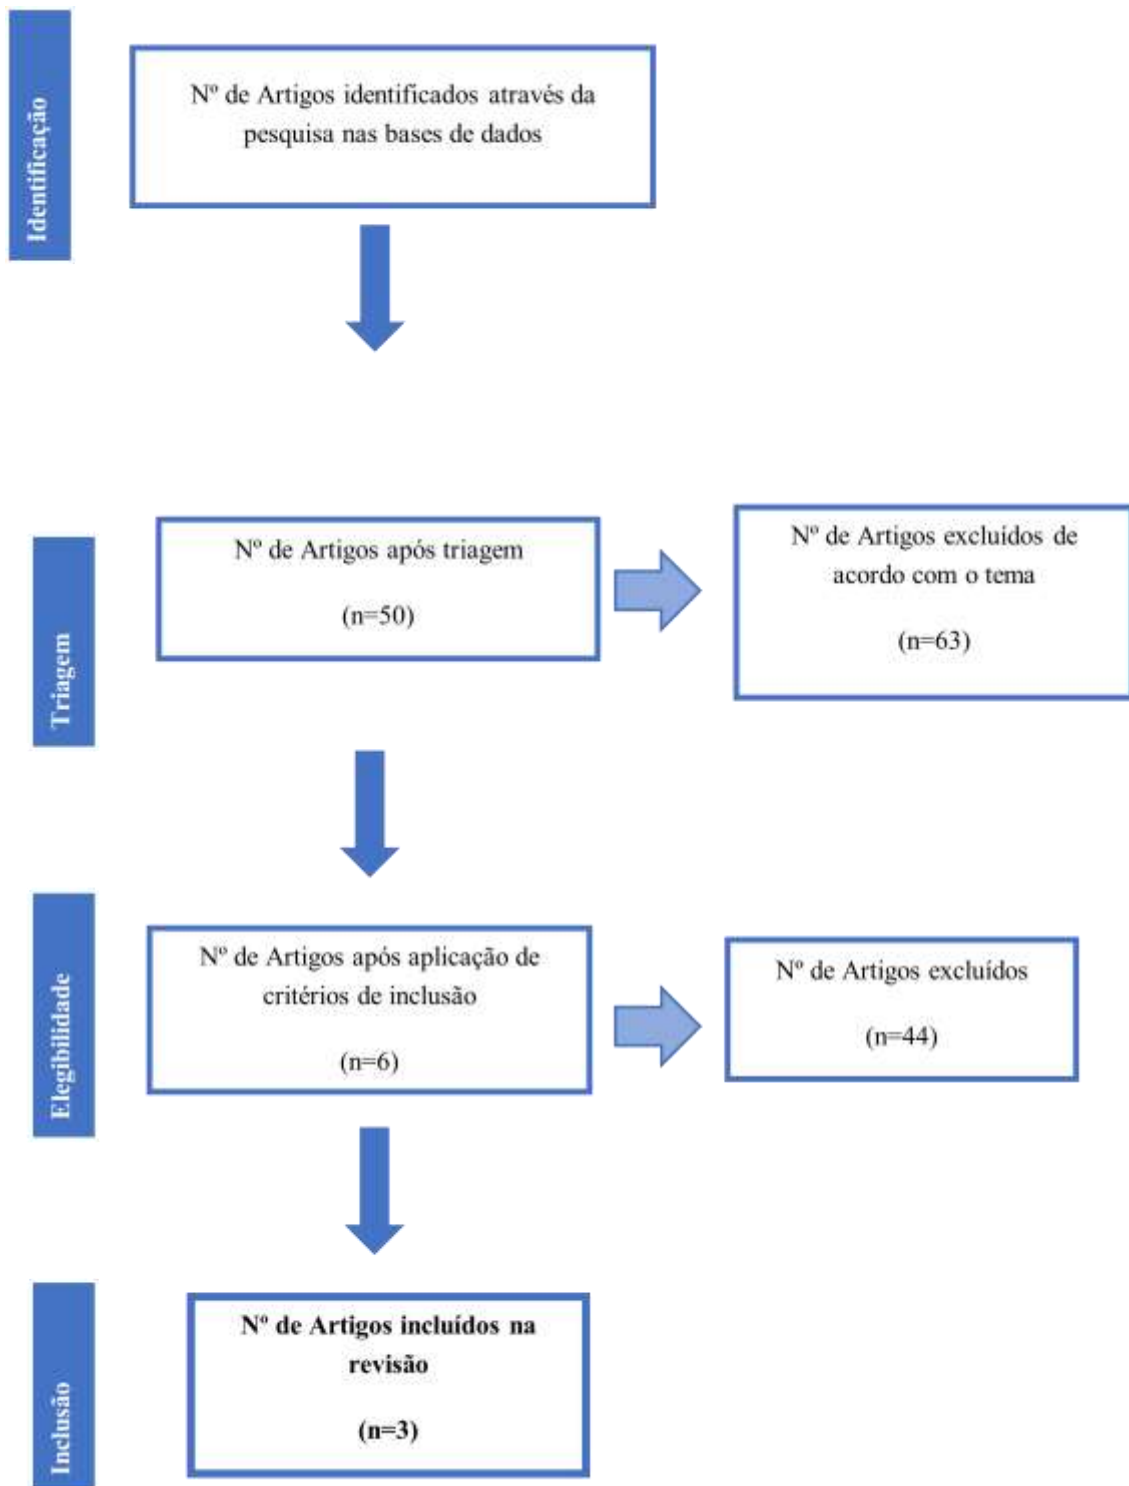 Identificação
Nº de Artigos identificados através da
pesquisa nas bases de dados
Triagem
Nº de Artigos após triagem
(n=50)
Nº de Artigos excluídos de
acordo com o tema
(n=63)
Elegibilidade
Nº de Artigos após aplicação de
critérios de inclusão
(n=6)
Nº de Artigos excluídos
(n=44)
Inclusão
Nº de Artigos incluídos na
revisão
(n=3)